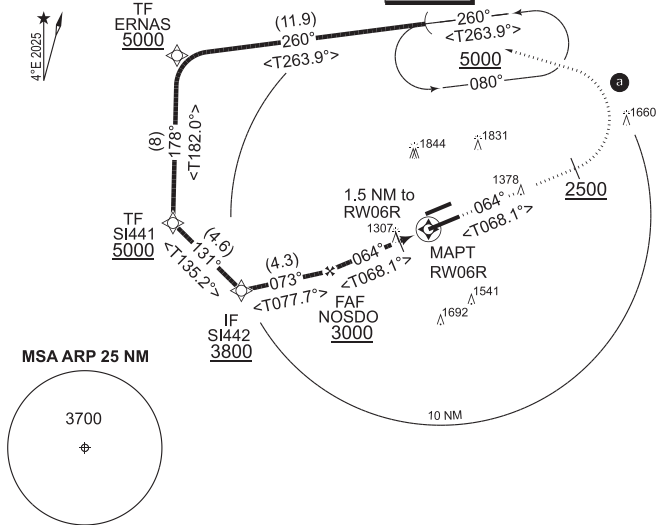 TF
ERNAS
5000
4°E 2025
(11.9)
260°
<T263.9°>
260°
<T263.9°>
5000
080°
a
1660
(8)
178°
<T182.0°>
1844
1831
1378
2500
1.5 NM to
RW06R
1307
064°
<T068.1°>
TF
SI441
5000
(4.6)
131°
<T135.2°>
(4.3)
073°
<T077.7°>
064°
<T068.1°>
MAPT
RW06R
IF
SI442
3800
FAF
NOSDO
3000
1541
1692
MSA ARP 25 NM
3700
10 NM